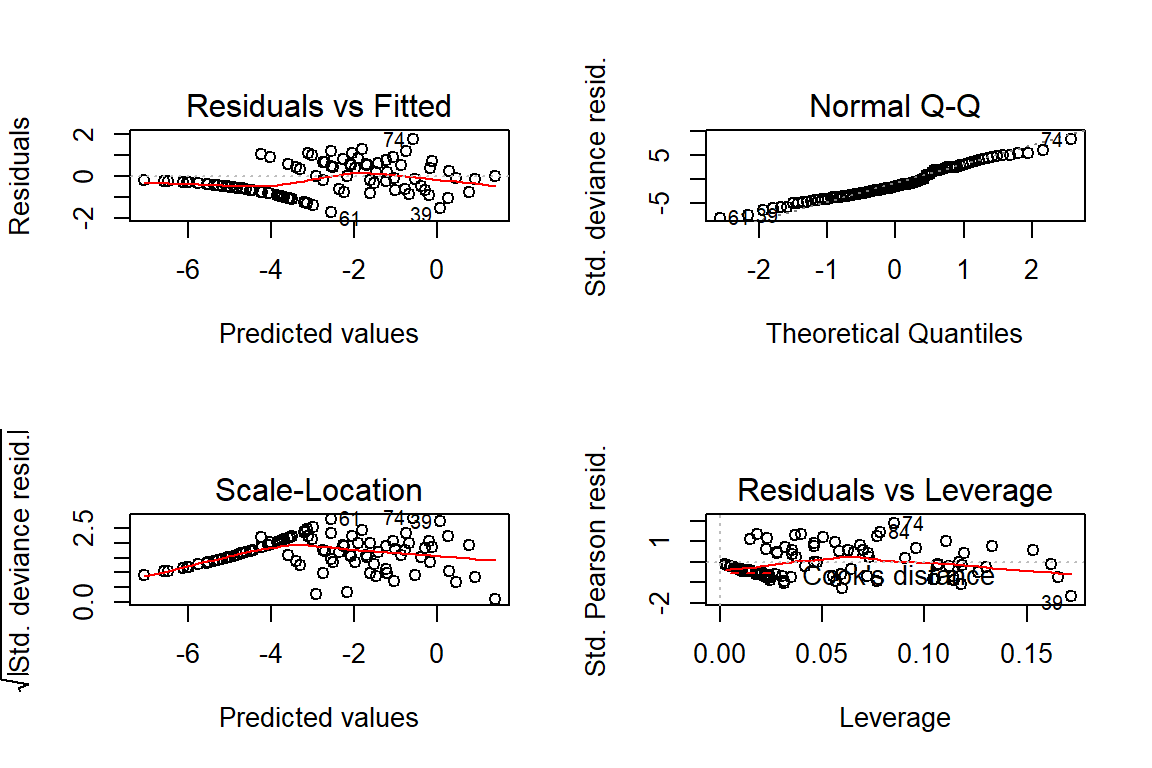 Residuals vs Fitted
Residuals
-2 0 2
74
61
39
-6 -4 -2 0
Predicted values
Normal Q-Q
Std. deviance resid.
-5 5
74
61 39
-2 -1 0 1 2
Theoretical Quantiles
Scale-Location
√|Std. deviance resid.|
0.0 2.5
61 74 39
-6 -4 -2 0
Predicted values
Residuals vs Leverage
Std. Pearson resid.
-2 1
74
84
Cook's distance
39
0.00 0.05 0.10 0.15
Leverage